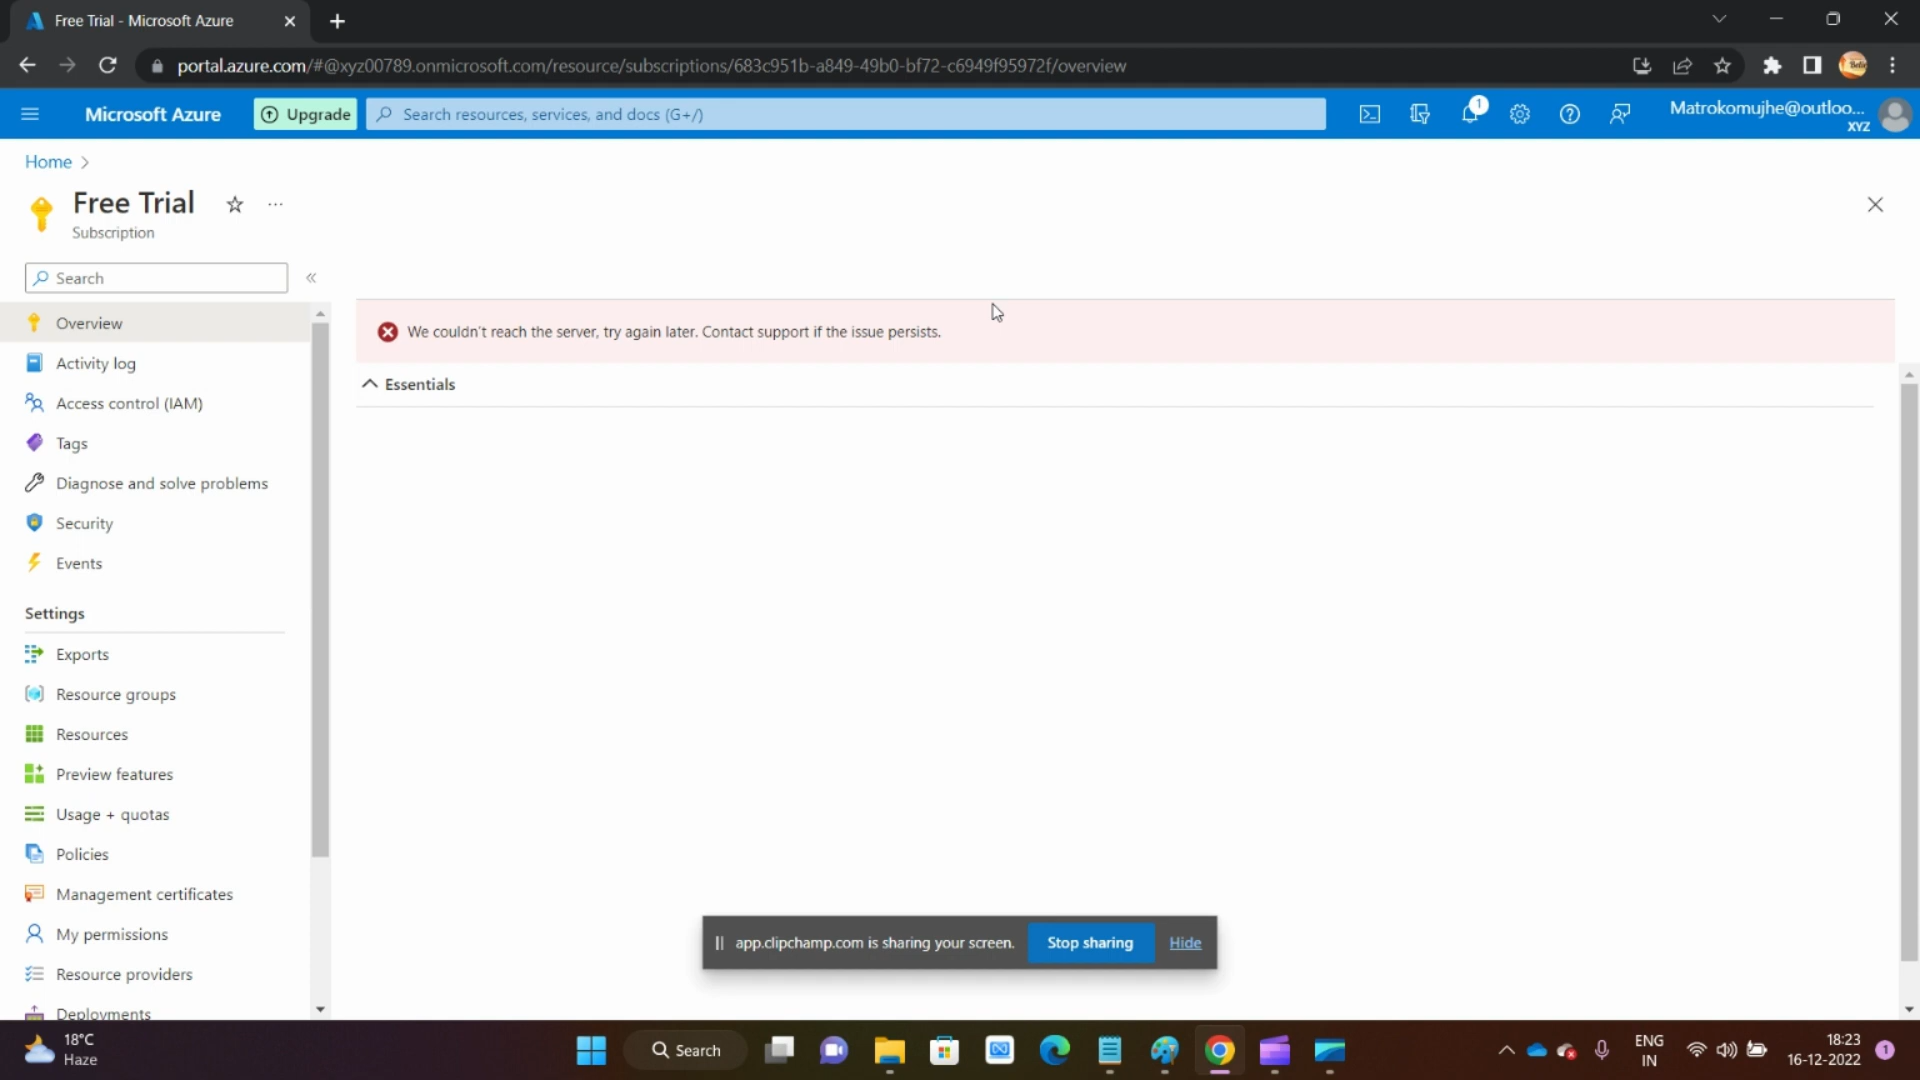 Free Trial - Microsoft Azure
portal.azure.com/#@xyz00789.onmicrosoft.com/resource/subscriptions/683c951b-a849-49b0-bf72-c6949f95972f/overview
Microsoft Azure
Upgrade
Search resources, services, and docs (G+/)
1
Matrokomujhe@outloo...
XYZ
Home
Free Trial
Subscription
Search
We couldn't reach the server, try again later. Contact support if the issue persists.
Essentials
Overview
Activity log
Access control (IAM)
Tags
Diagnose and solve problems
Security
Events
Settings
Exports
Resource groups
Resources
Preview features
Usage + quotas
Policies
Management certificates
My permissions
Resource providers
Deployments
app.clipchamp.com is sharing your screen. Stop sharing Hide
18°C
Haze
Search
ENG
IN
18:23
16-12-2022
1